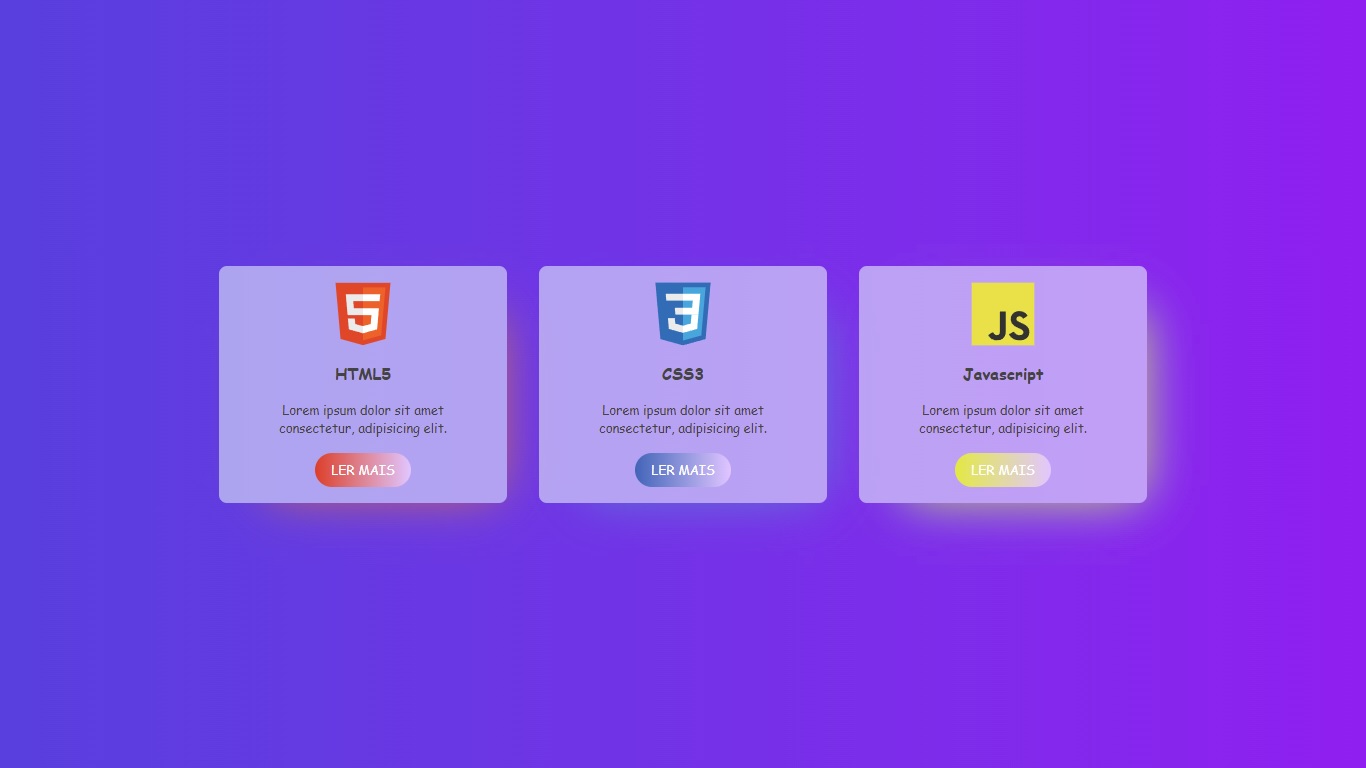 5
HTML5
Lorem ipsum dolor sit amet
consectetur, adipisicing elit.
LER MAIS
3
CSS3
Lorem ipsum dolor sit amet
consectetur, adipisicing elit.
LER MAIS
JS
Javascript
Lorem ipsum dolor sit amet
consectetur, adipisicing elit.
LER MAIS